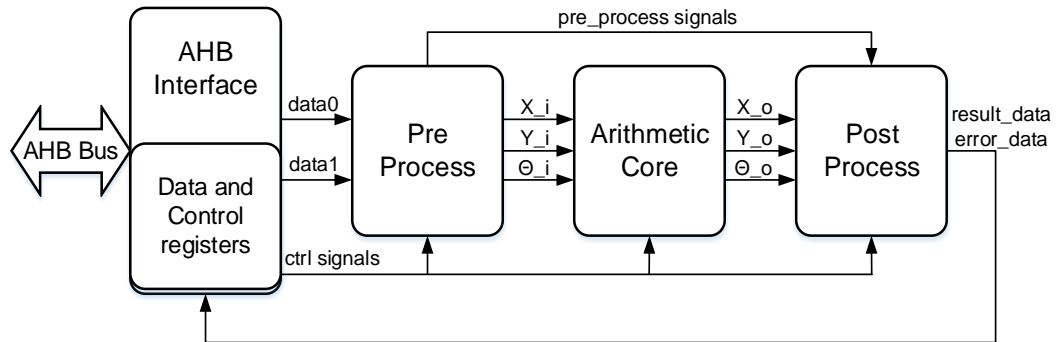 pre_process signals
AHB
Interface
AHB Bus
data0
data1
Data and
Control
registers
ctrl signals
Pre
Process
X_i
Y_i
Θ_i
Arithmetic
Core
X_o
Y_o
Θ_o
Post
Process
result_data
error_data